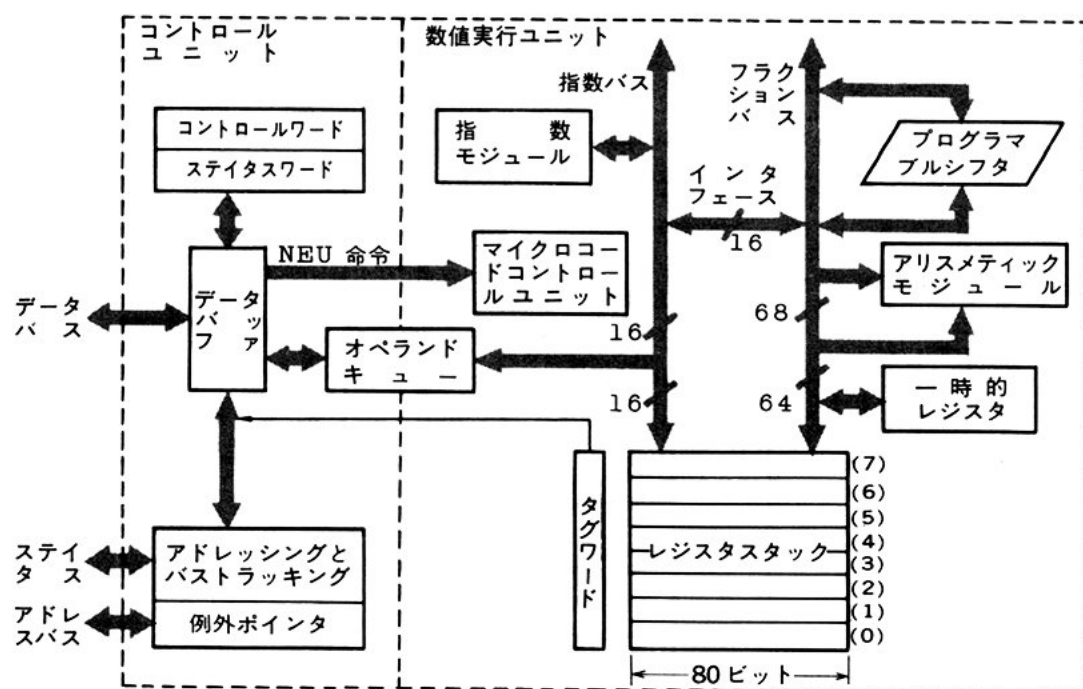 コントロール
ユニット
数値実行ユニット
指数バス
フラク
ション
バス
コントロールワード
ステイタスワード
指数
モジュール
プログラマ
ブルシフタ
インタ
フェース
16
NEU 命令
マイクロコー
ドコントロー
ルユニット
アリスメティック
モジュール
データ
バス
データ
バッ
ファ
オペランド
キュー
16
68
16
64
一時的
レジスタ
タグワード
(7)
(6)
(5)
(4)
レジスタスタック
(3)
(2)
(1)
(0)
ステイ
タス
アドレッシングと
バストラッキング
アドレ
スバス
例外ポインタ
80ビット